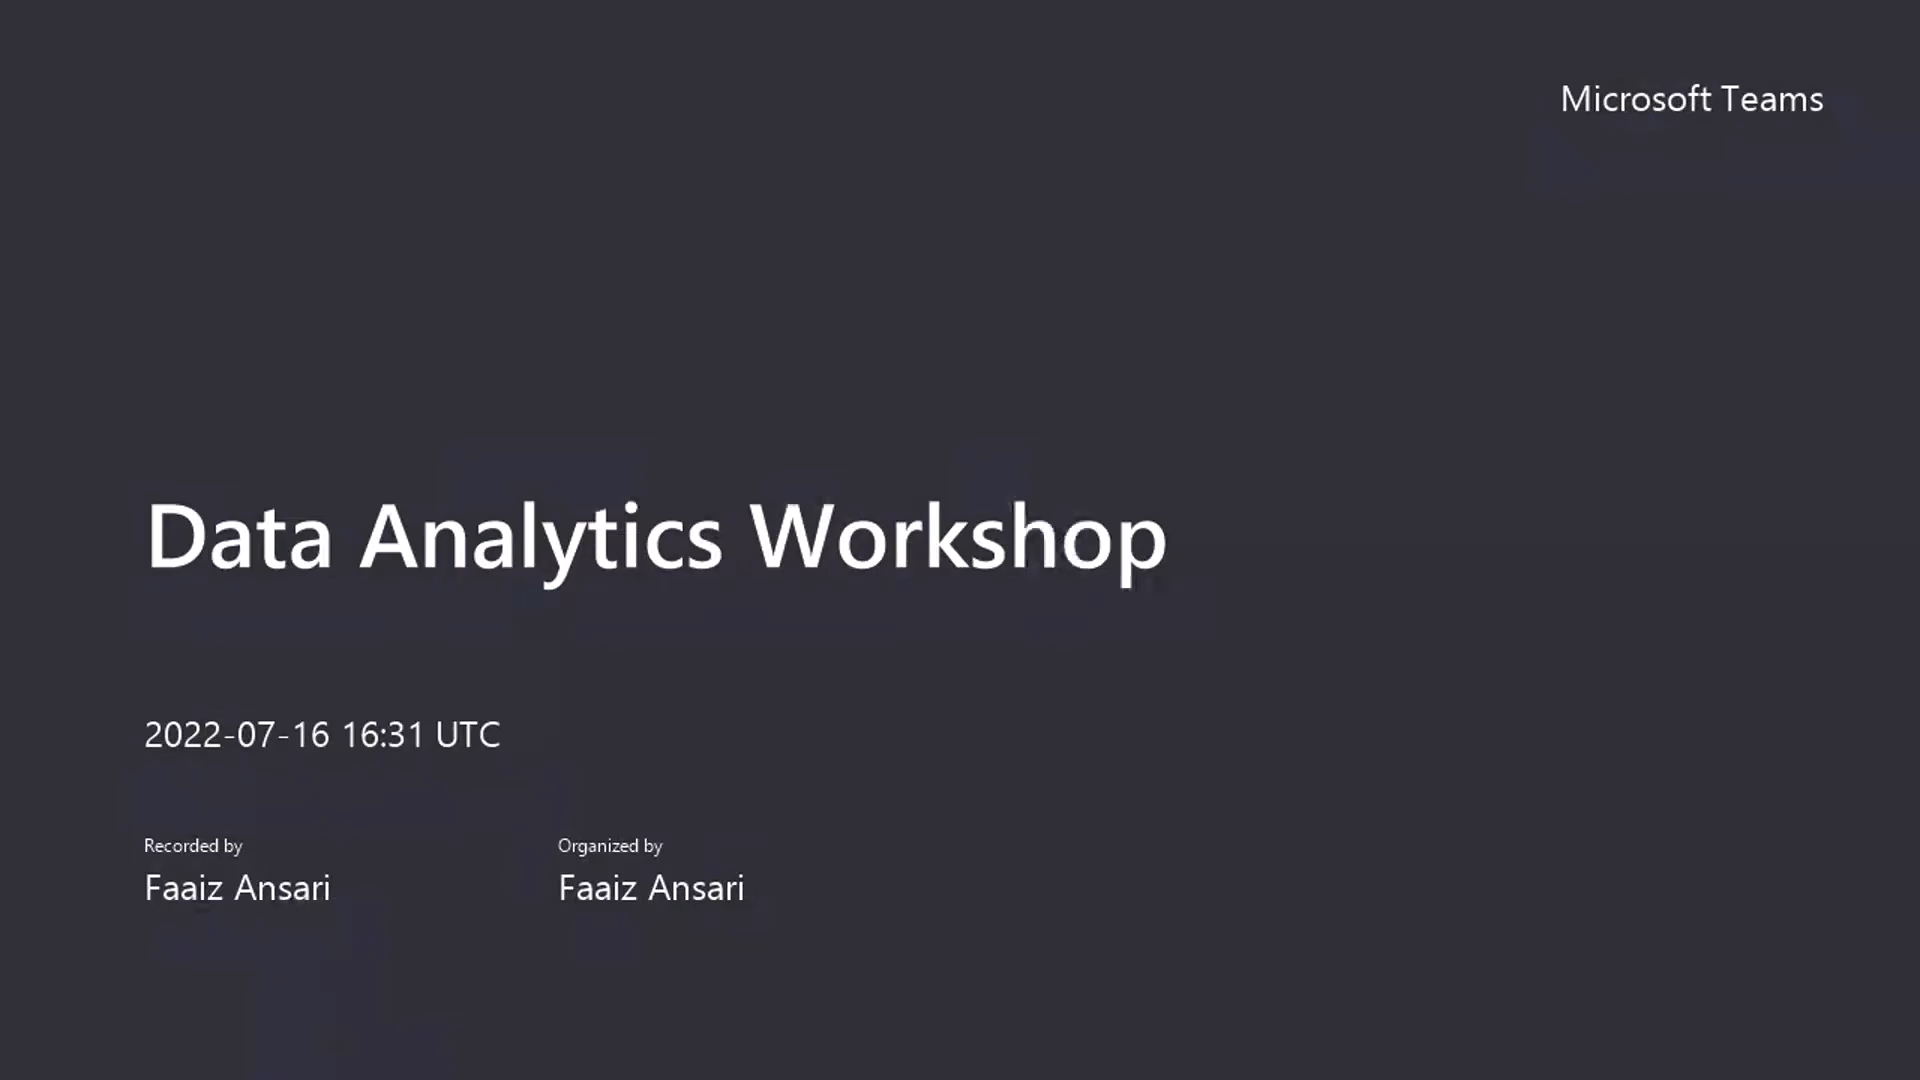 Microsoft Teams
Data Analytics Workshop
2022-07-16 16:31 UTC
Recorded by
Faaiz Ansari
Organized by
Faaiz Ansari